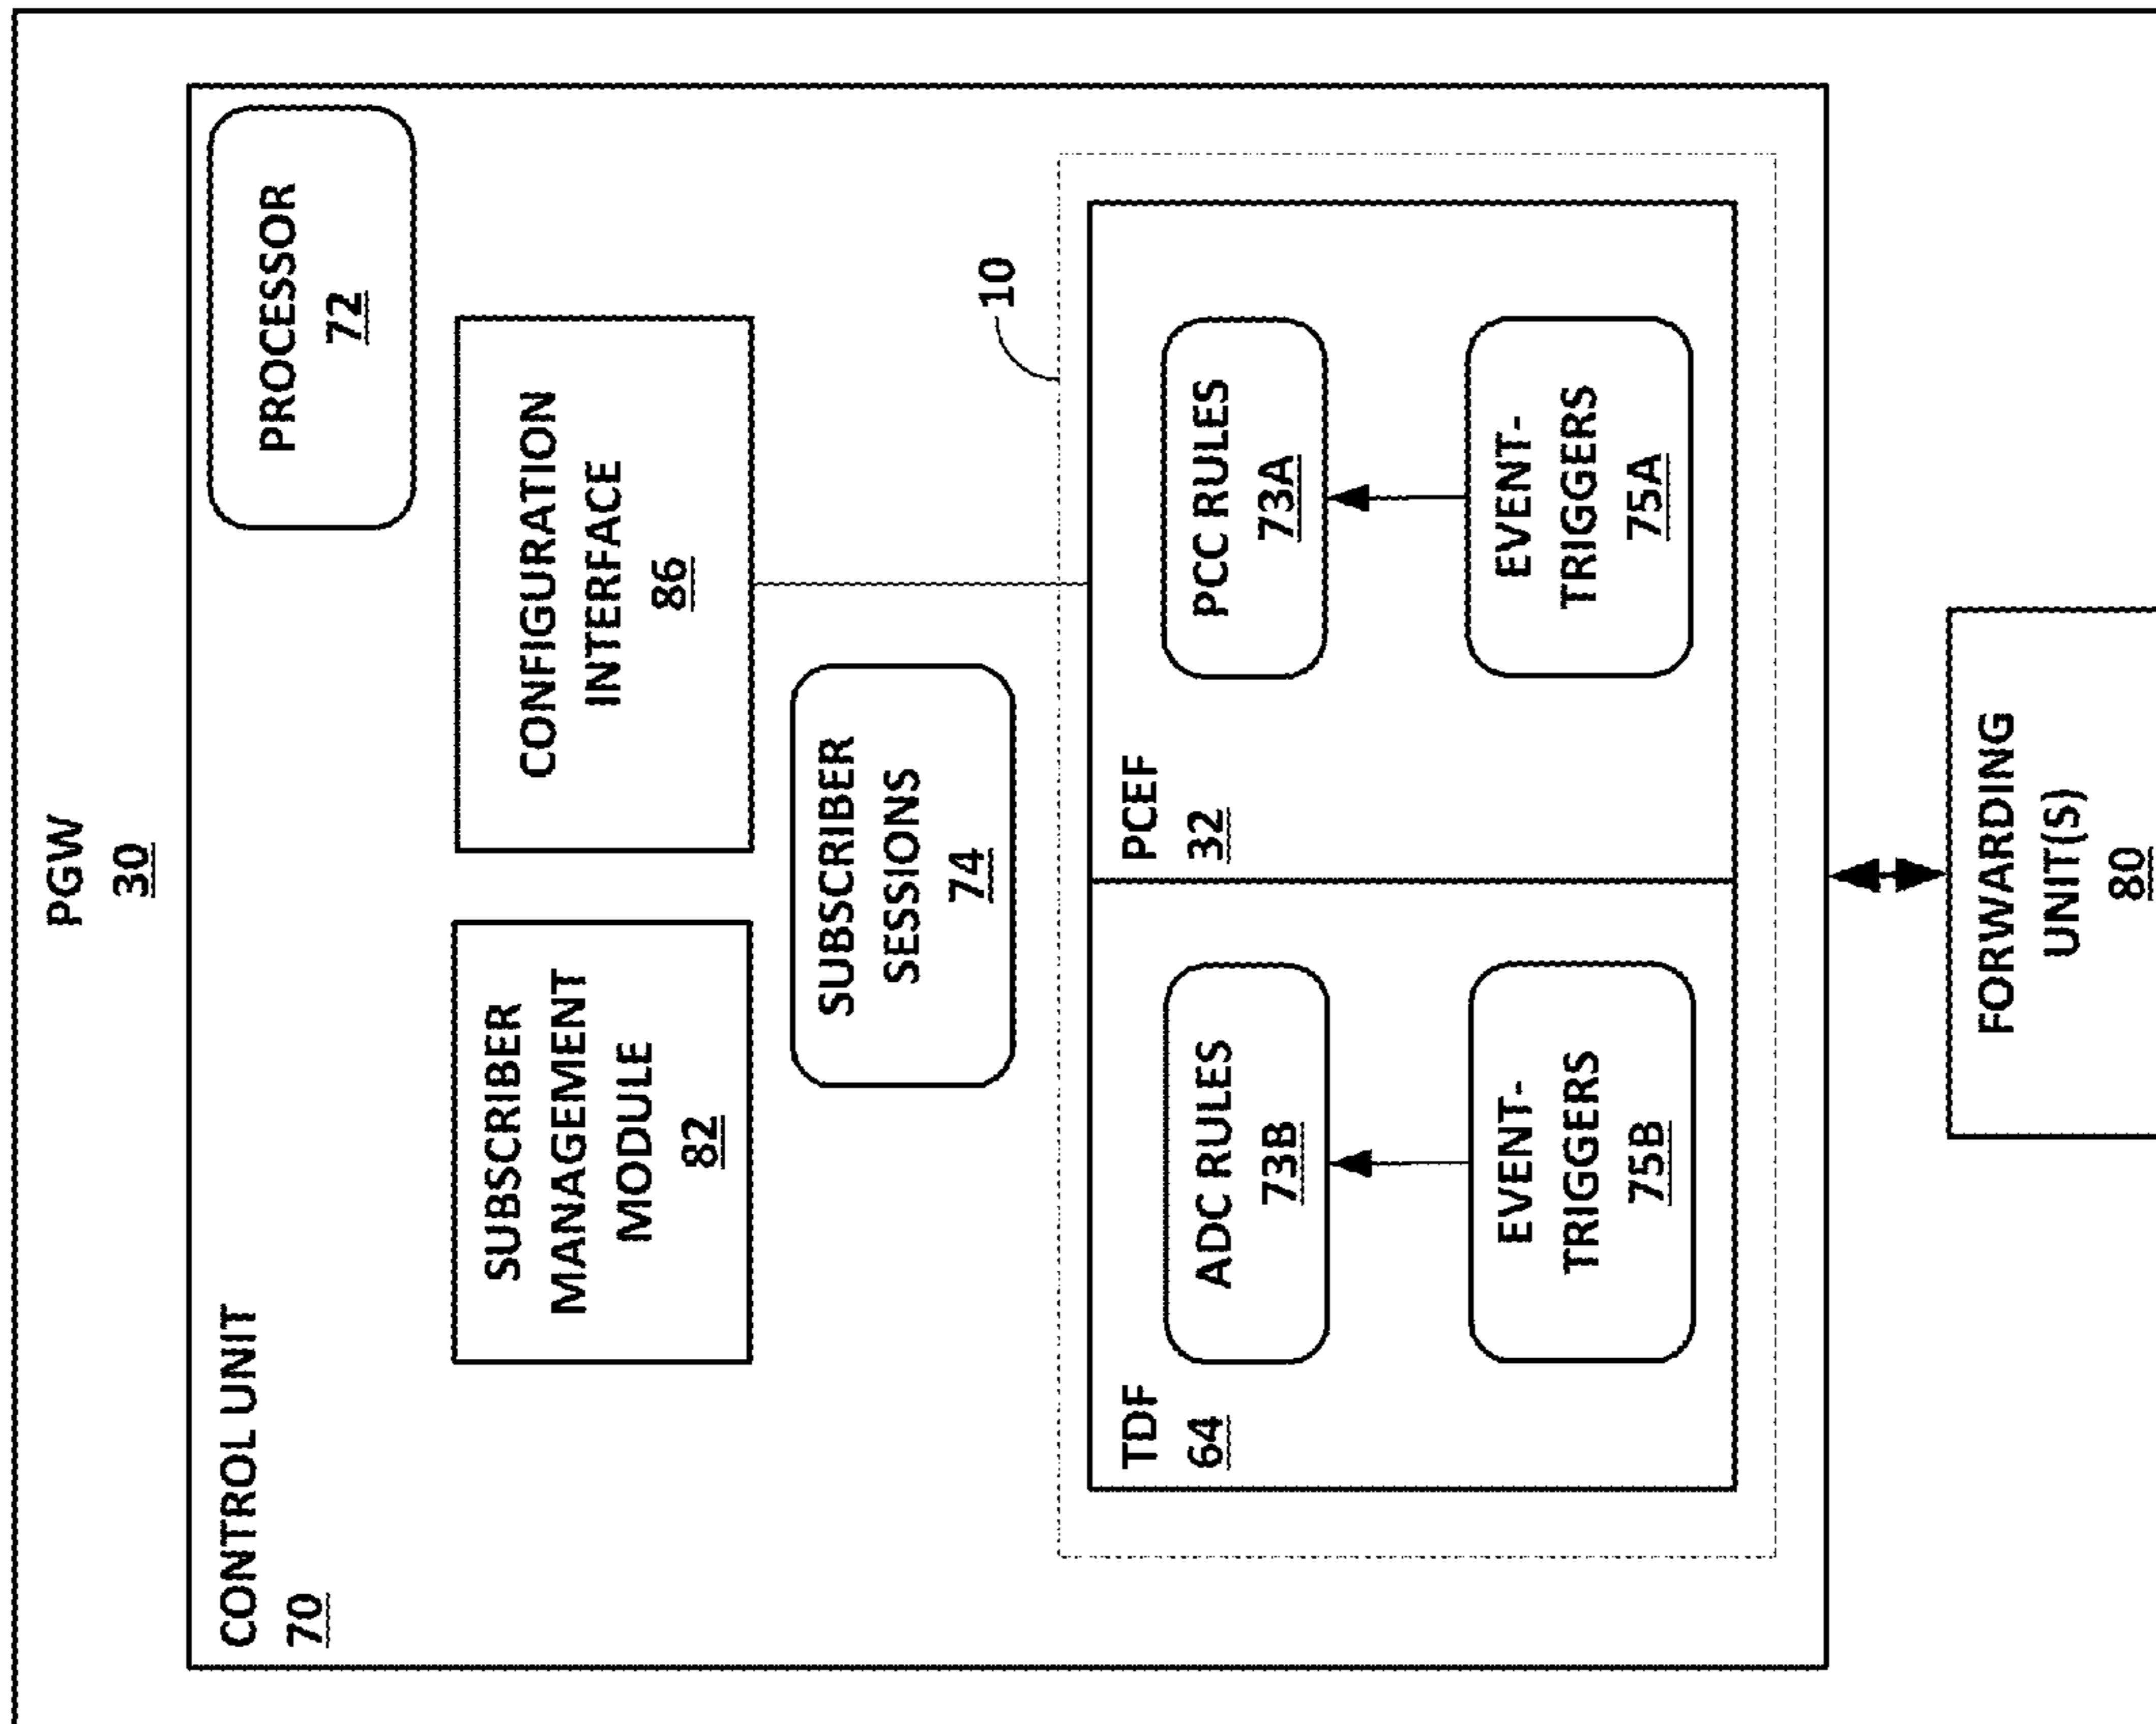 PGW
30
CONTROL UNIT
70
PROCESSOR
72
SUBSCRIBER
MANAGEMENT
MODULE
82
CONFIGURATION
INTERFACE
86
SUBSCRIBER
SESSIONS
74
10
TDF
64
ADC RULES
73B
EVENT-
TRIGGERS
75B
PCEF
32
PCC RULES
73A
EVENT-
TRIGGERS
75A
FORWARDING
UNIT(S)
80